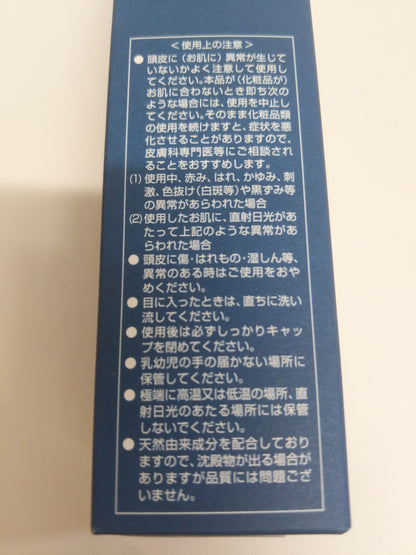 ＜使用上の注意＞
●頭皮に（お肌に）異常が生じて
いないかよく注意して使用し
てください。本品が（化粧品が）
お肌に合わないとき即ち次の
ような場合には、使用を中止し
てください。そのまま化粧品類
の使用を続けますと、症状を悪
化させることがありますので、
皮膚科専門医等にご相談され
ることをおすすめします。
(1)使用中、赤み、はれ、かゆみ、刺
激、色抜け（白斑等）や黒ずみ等
の異常があらわれた場合
(2)使用したお肌に、直射日光があ
たって上記のような異常があ
らわれた場合
●頭皮に傷・はれもの・湿しん等、
異常のある時はご使用をおや
めください。
●目に入ったときは、直ちに洗い
流してください。
●使用後は必ずしっかりキャッ
プを閉めてください。
●乳幼児の手の届かない場所に
保管してください。
●極端に高温又は低温の場所、直
射日光のあたる場所には保管
しないでください。
●天然由来成分を配合しており
ますので、沈殿物が出る場合が
ありますが品質には問題ござ
いません。